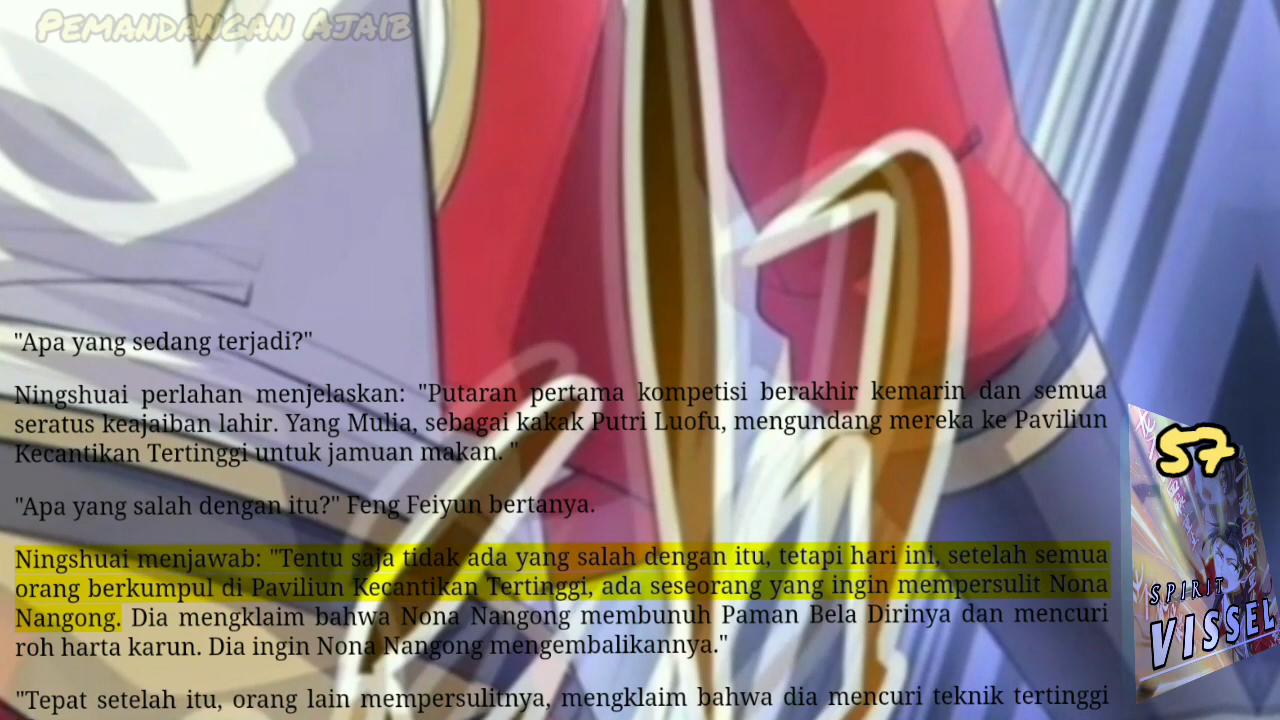 PEMANDANGAN AJAIB
"Apa yang sedang terjadi?"
Ningshuai perlahan menjelaskan: "Putaran pertama kompetisi berakhir kemarin dan semua
seratus keajaiban lahir. Yang Mulia, sebagai kakak Putri Luofu, mengundang mereka ke Paviliun
Kecantikan Tertinggi untuk jamuan makan. "
"Apa yang salah dengan itu?" Feng Feiyun bertanya.
Ningshuai menjawab: "Tentu saja tidak ada yang salah dengan itu, tetapi hari ini, setelah semua
orang berkumpul di Paviliun Kecantikan Tertinggi, ada seseorang yang ingin mempersulit Nona
Nangong. Dia mengklaim bahwa Nona Nangong membunuh Paman Bela Dirinya dan mencuri
roh harta karun. Dia ingin Nona Nangong mengembalikannya."
"Tepat setelah itu, orang lain mempersulitnya, mengklaim bahwa dia mencuri teknik tertinggi
57
SPIRIT
VISSEL